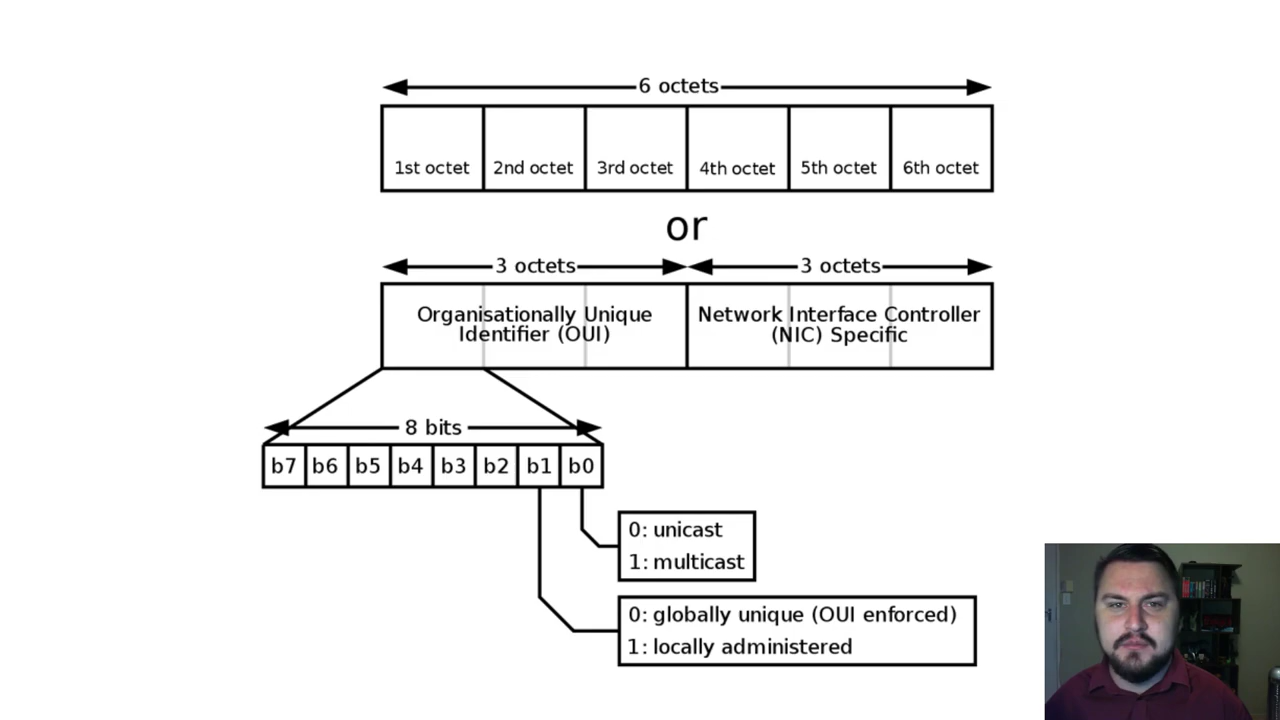 6 octets
1st octet 2nd octet 3rd octet 4th octet 5th octet 6th octet
or
3 octets 3 octets
Organisationally Unique
Identifier (OUI)
Network Interface Controller
(NIC) Specific
8 bits
b7 b6 b5 b4 b3 b2 b1 b0
0: unicast
1: multicast
0: globally unique (OUI enforced)
1: locally administered